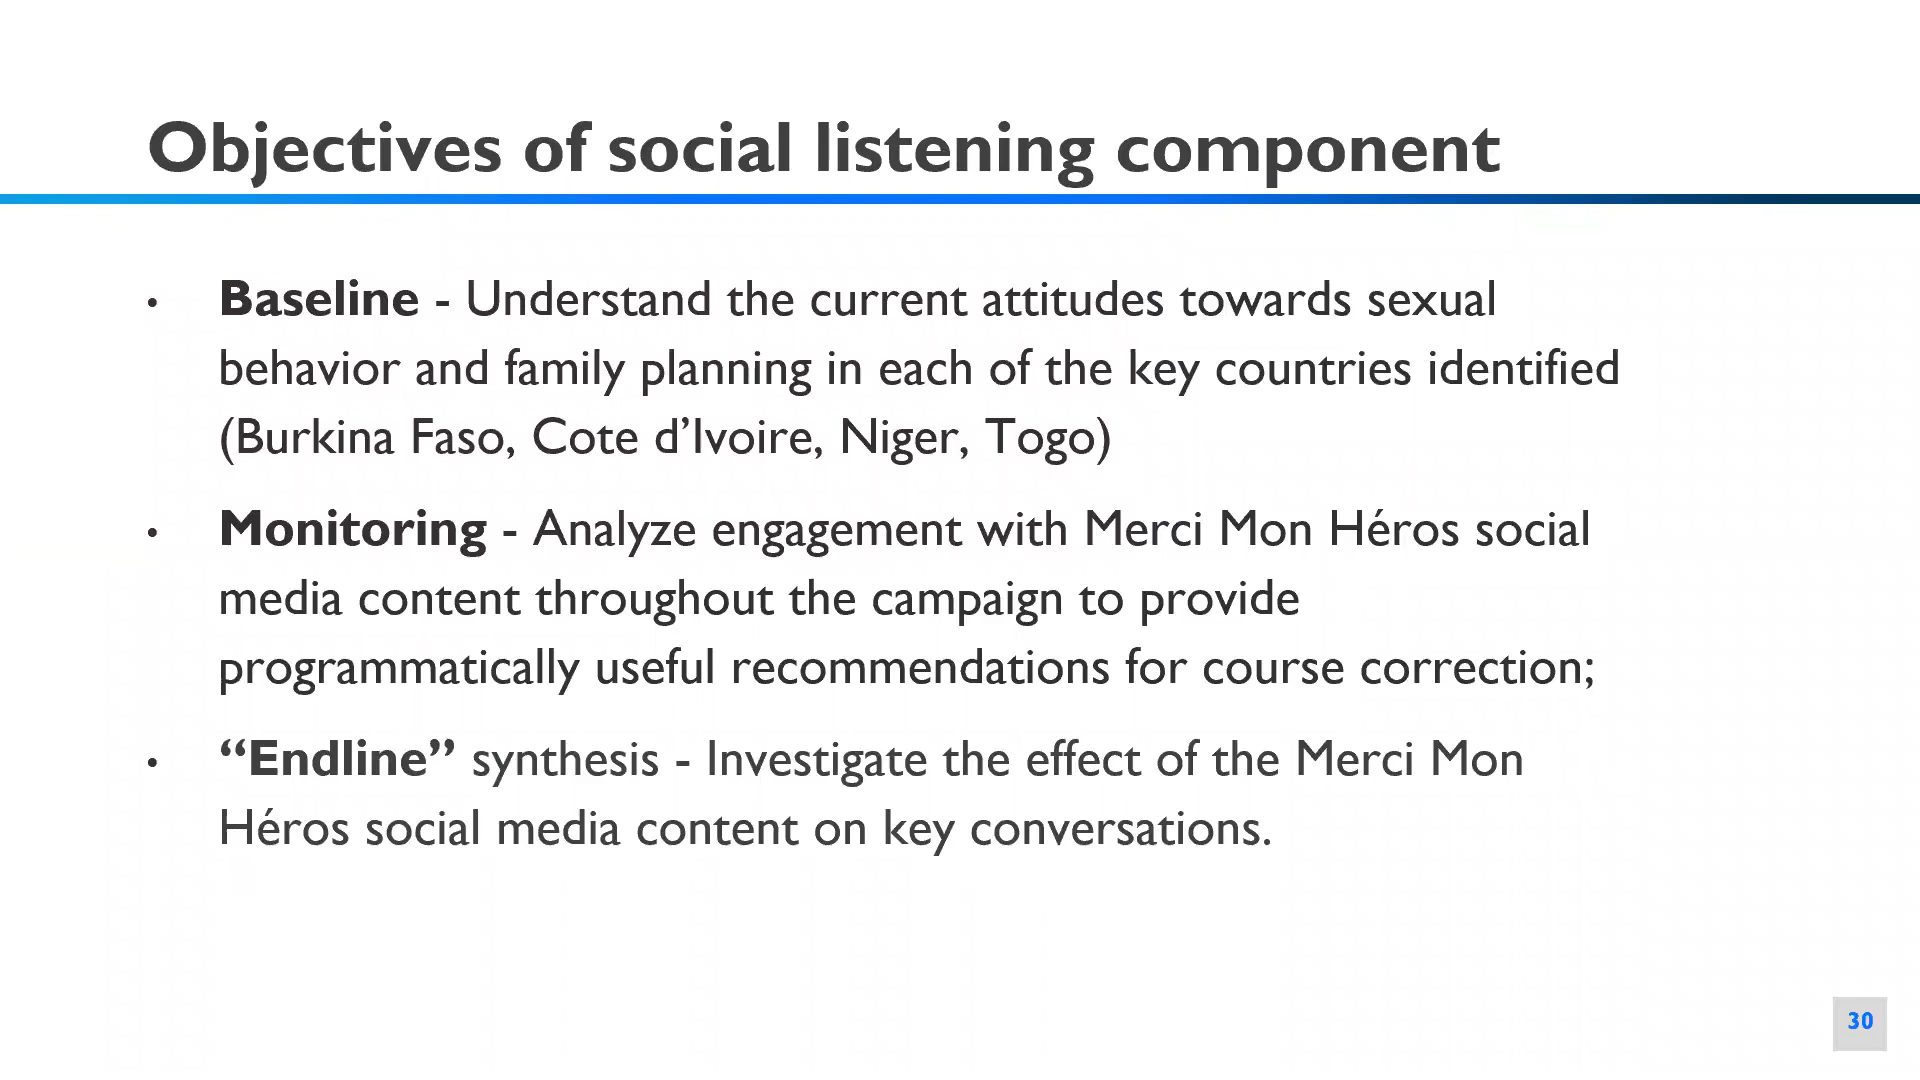 Objectives of social listening component
• Baseline - Understand the current attitudes towards sexual
behavior and family planning in each of the key countries identified
(Burkina Faso, Cote d’Ivoire, Niger, Togo)
• Monitoring - Analyze engagement with Merci Mon Héros social
media content throughout the campaign to provide
programmatically useful recommendations for course correction;
• “Endline” synthesis - Investigate the effect of the Merci Mon
Héros social media content on key conversations.
30